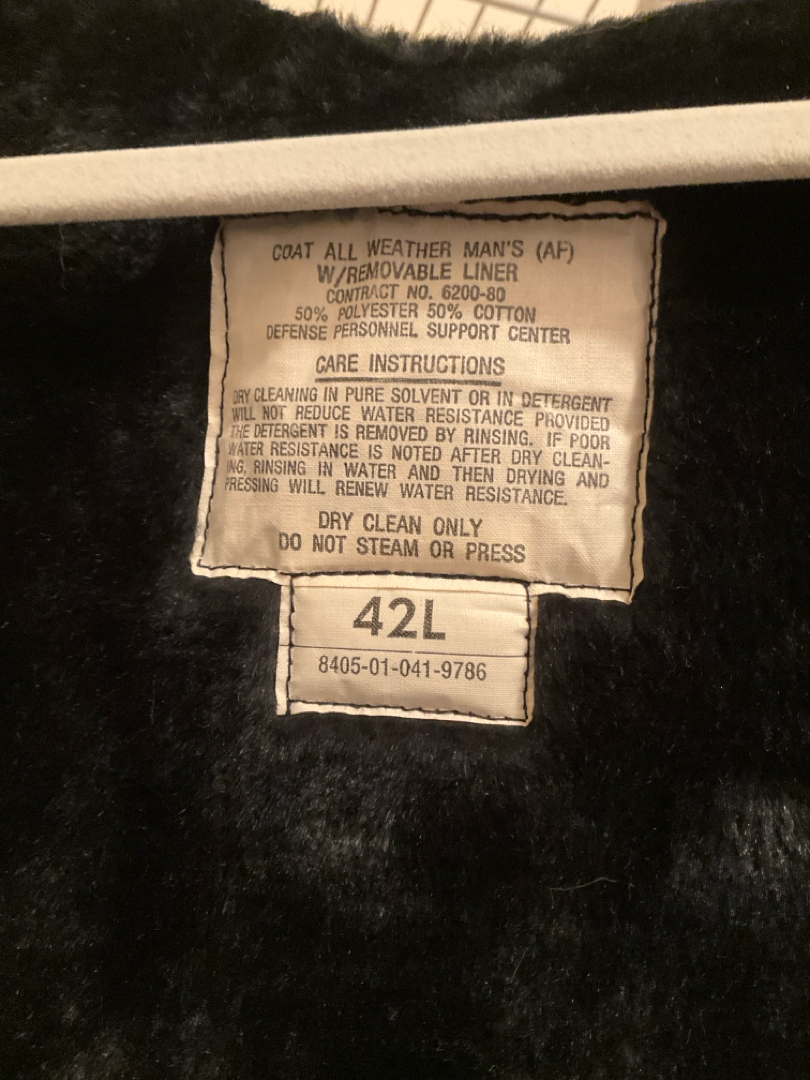 COAT ALL WEATHER MAN'S (AF)
W/REMOVABLE LINER
CONTRACT NO. 6200-80
50% POLYESTER 50% COTTON
DEFENSE PERSONNEL SUPPORT CENTER
CARE INSTRUCTIONS
DRY CLEANING IN PURE SOLVENT OR IN DETERGENT
WILL NOT REDUCE WATER RESISTANCE PROVIDED
THE DETERGENT IS REMOVED BY RINSING. IF POOR
WATER RESISTANCE IS NOTED AFTER DRY CLEAN-
ING, RINSING IN WATER AND THEN DRYING AND
PRESSING WILL RENEW WATER RESISTANCE.
DRY CLEAN ONLY
DO NOT STEAM OR PRESS
42L
8405-01-041-9786